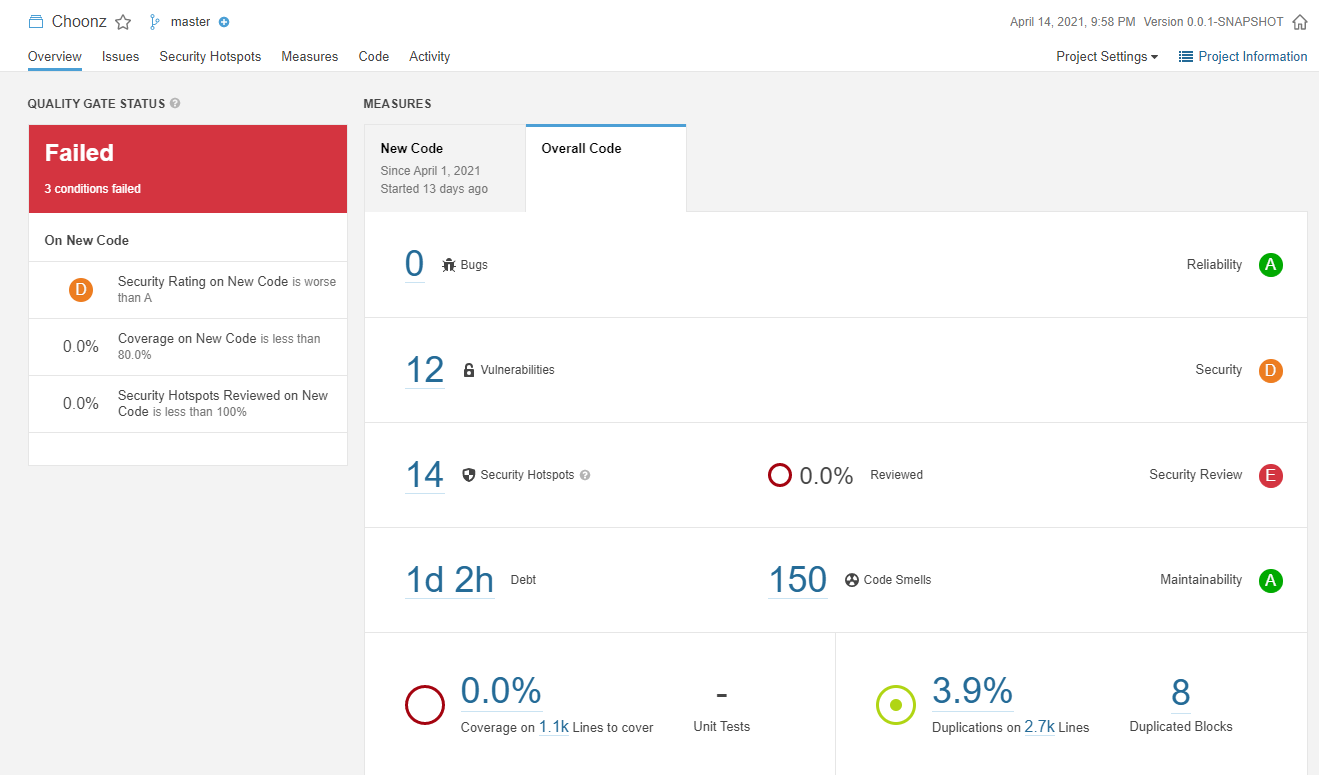 Choonz master April 14, 2021, 9:58 PM Version 0.0.1-SNAPSHOT
Overview Issues Security Hotspots Measures Code Activity Project Settings Project Information
QUALITY GATE STATUS
Failed
3 conditions failed
On New Code
D Security Rating on New Code is worse
than A
0.0% Coverage on New Code is less than
80.0%
0.0% Security Hotspots Reviewed on New
Code is less than 100%
MEASURES
New Code
Since April 1, 2021
Started 13 days ago
Overall Code
0 Bugs Reliability A
12 Vulnerabilities Security D
14 Security Hotspots ? 0.0% Reviewed Security Review E
1d 2h Debt 150 Code Smells Maintainability A
0.0%
Coverage on 1.1k Lines to cover
-
Unit Tests
3.9%
Duplications on 2.7k Lines
8
Duplicated Blocks